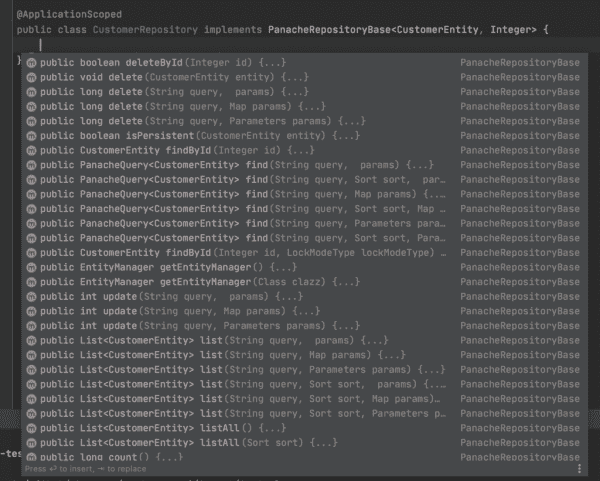 @ApplicationScoped
public class CustomerRepository implements PanacheRepositoryBase<CustomerEntity, Integer> {
}
public boolean deleteById(Integer id) {...} PanacheRepositoryBase
public void delete(CustomerEntity entity) {...} PanacheRepositoryBase
public long delete(String query,  params) {...} PanacheRepositoryBase
public long delete(String query, Map params) {...} PanacheRepositoryBase
public long delete(String query, Parameters params) {...} PanacheRepositoryBase
public boolean isPersistent(CustomerEntity entity) {...} PanacheRepositoryBase
public CustomerEntity findById(Integer id) {...} PanacheRepositoryBase
public PanacheQuery<CustomerEntity> find(String query,  params) {...} PanacheRepositoryBase
public PanacheQuery<CustomerEntity> find(String query, Sort sort,  par... PanacheRepositoryBase
public PanacheQuery<CustomerEntity> find(String query, Map params) {... PanacheRepositoryBase
public PanacheQuery<CustomerEntity> find(String query, Sort sort, Map ... PanacheRepositoryBase
public PanacheQuery<CustomerEntity> find(String query, Parameters para... PanacheRepositoryBase
public PanacheQuery<CustomerEntity> find(String query, Sort sort, Para... PanacheRepositoryBase
public CustomerEntity findById(Integer id, LockModeType lockModeType) ... PanacheRepositoryBase
public EntityManager getEntityManager() {...} PanacheRepositoryBase
public EntityManager getEntityManager(Class clazz) {...} PanacheRepositoryBase
public int update(String query,  params) {...} PanacheRepositoryBase
public int update(String query, Map params) {...} PanacheRepositoryBase
public int update(String query, Parameters params) {...} PanacheRepositoryBase
public List<CustomerEntity> list(String query,  params) {...} PanacheRepositoryBase
public List<CustomerEntity> list(String query, Map params) {...} PanacheRepositoryBase
public List<CustomerEntity> list(String query, Parameters params) {...} PanacheRepositoryBase
public List<CustomerEntity> list(String query, Sort sort,  params) {... PanacheRepositoryBase
public List<CustomerEntity> list(String query, Sort sort, Map params)... PanacheRepositoryBase
public List<CustomerEntity> list(String query, Sort sort, Parameters p... PanacheRepositoryBase
public List<CustomerEntity> listAll() {...} PanacheRepositoryBase
public List<CustomerEntity> listAll(Sort sort) {...} PanacheRepositoryBase
public long count() {...} PanacheRepositoryBase
-tes
Press ⏎ to insert, ⇥ to replace